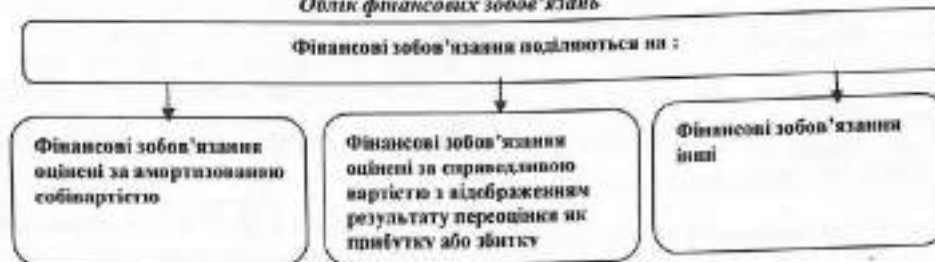 Облік фінансових зобов'язань
Фінансові зобов'язання поділяються на :
Фінансові зобов'язання
оцінені за амортизованою
собівартістю
Фінансові зобов'язання
оцінені за справедливою
вартістю з відображенням
результату переоцінки як
прибутку або збитку
Фінансові зобов'язання
інші